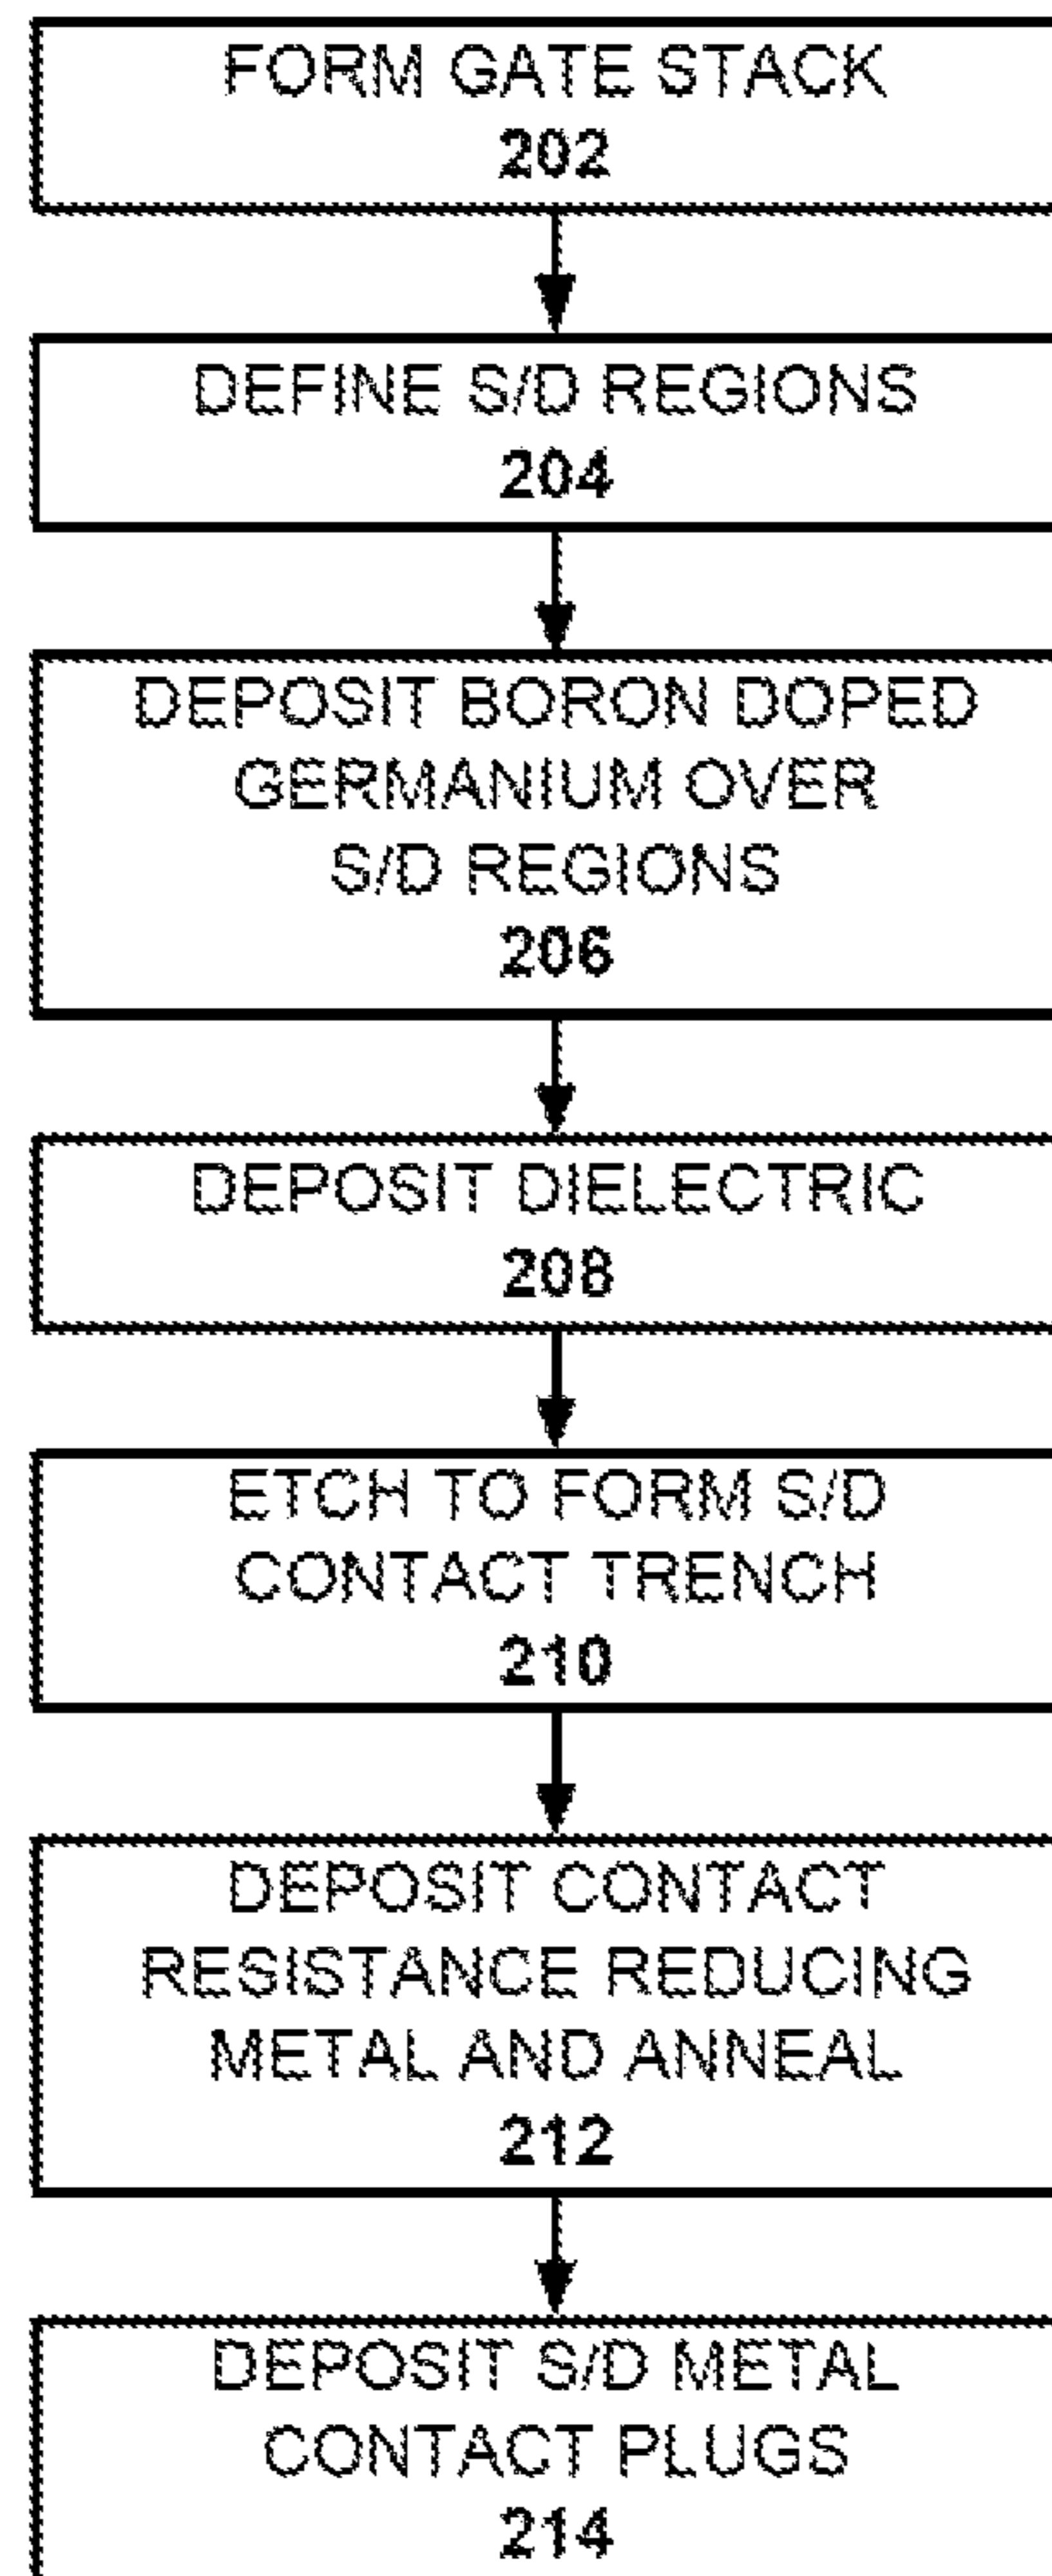 FORM GATE STACK
202
DEFINE S/D REGIONS
204
DEPOSIT BORON DOPED
GERMANIUM OVER
S/D REGIONS
206
DEPOSIT DIELECTRIC
208
ETCH TO FORM S/D
CONTACT TRENCH
210
DEPOSIT CONTACT
RESISTANCE REDUCING
METAL AND ANNEAL
212
DEPOSIT S/D METAL
CONTACT PLUGS
214